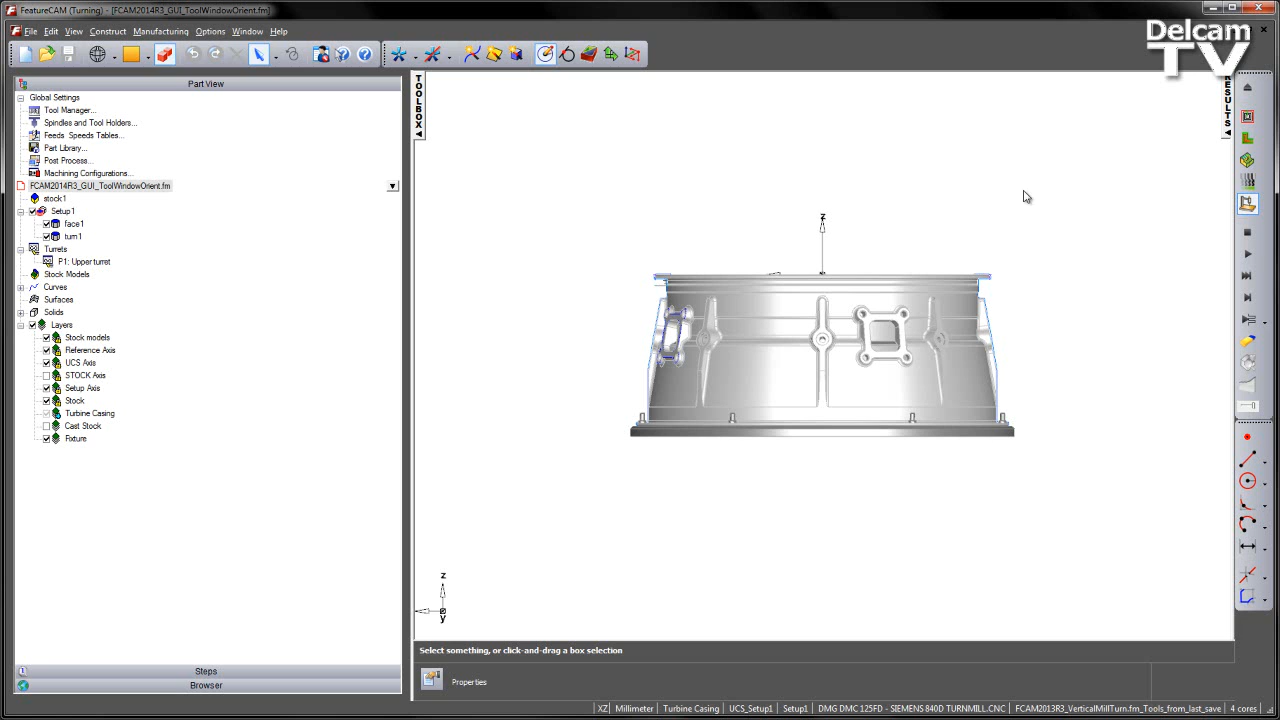 FeatureCAM (Turning) - [FCAM2014R3_GUI_ToolWindowOrient.fm]
File Edit View Construct Manufacturing Options Window Help
Delcam
TV
Part View
Global Settings
Tool Manager...
Spindles and Tool Holders...
Feeds Speeds Tables...
Part Library...
Post Process...
Machining Configurations...
FCAM2014R3_GUI_ToolWindowOrient.fm
stock1
Setup1
face1
turn1
Turrets
P1: Upper turret
Stock Models
Curves
Surfaces
Solids
Layers
Stock models
Reference Axis
UCS Axis
STOCK Axis
Setup Axis
Stock
Turbine Casing
Cast Stock
Fixture
Steps
Browser
TOOLBOX
RESULTS
z
z
y
Select something, or click-and-drag a box selection
Properties
XZ Millimeter Turbine Casing UCS_Setup1 Setup1 DMG DMC 125FD - SIEMENS 840D TURNMILL.CNC FCAM2013R3_VerticalMillTurn.fm_Tools_from_last_save 4 cores